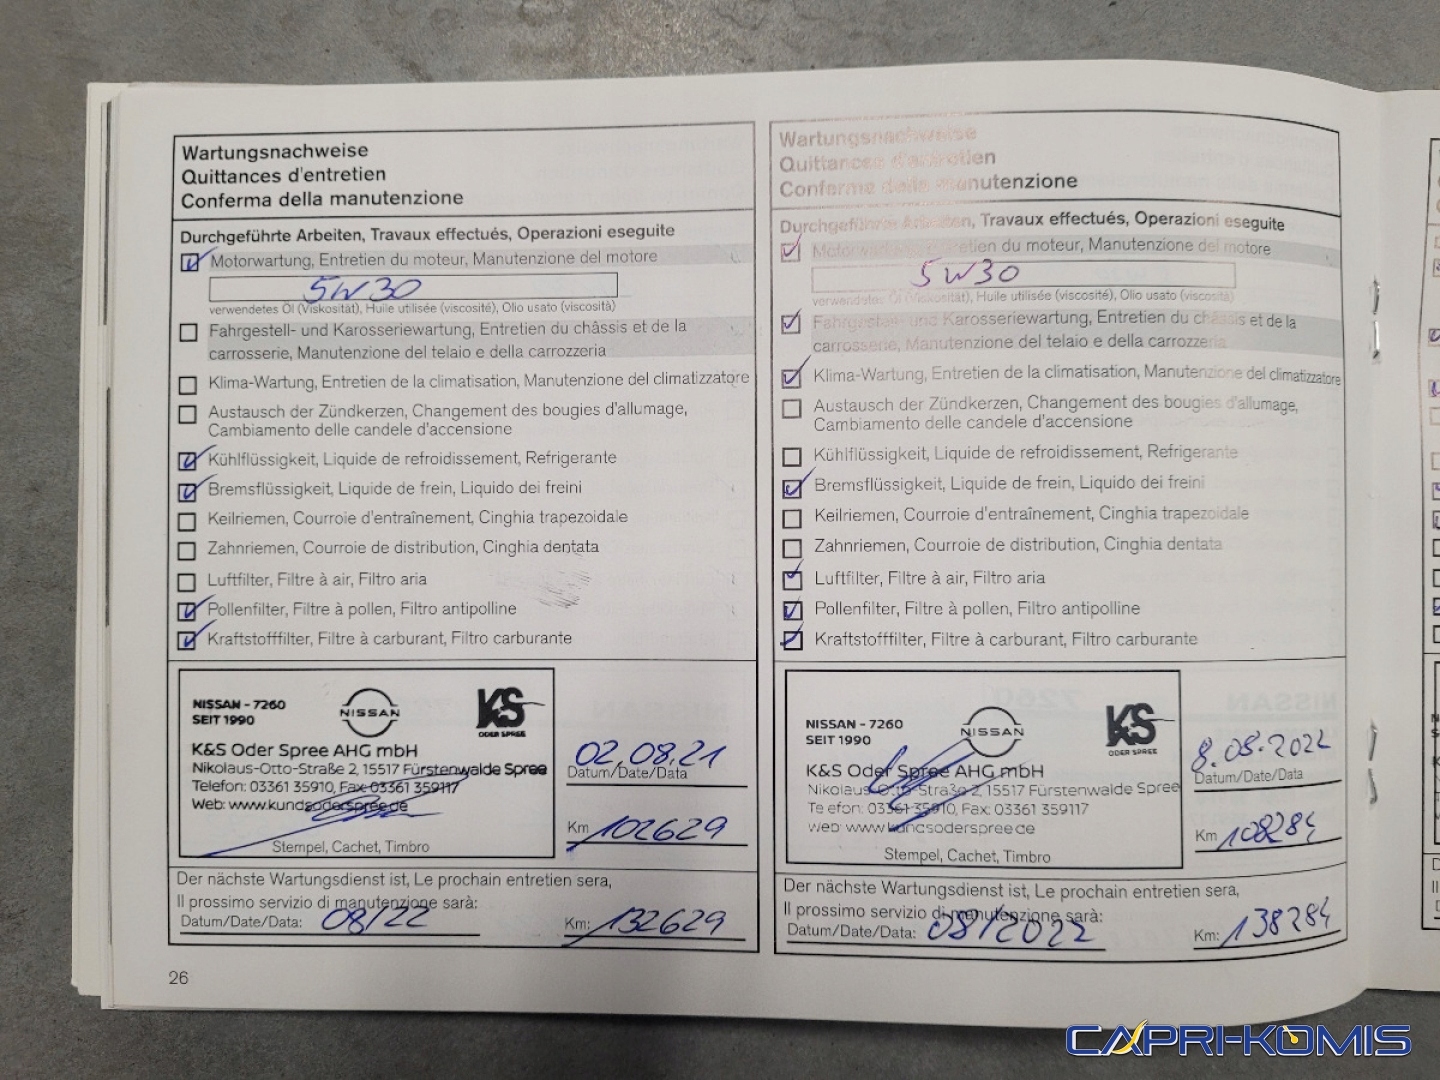 Wartungsnachweise
Quittances d'entretien
Conferma della manutenzione
Durchgeführte Arbeiten, Travaux effectués, Operazioni eseguite
Motorwartung, Entretien du moteur, Manutenzione del motore
5W30
verwendetes Öl (Viskosität), Huile utilisée (viscosité), Olio usato (viscosità)
Fahrgestell- und Karosseriewartung, Entretien du châssis et de la
carrosserie, Manutenzione del telaio e della carrozzeria
Klima-Wartung, Entretien de la climatisation, Manutenzione del climatizzatore
Austausch der Zündkerzen, Changement des bougies d'allumage,
Cambiamento delle candele d'accensione
Kühlflüssigkeit, Liquide de refroidissement, Refrigerante
Bremsflüssigkeit, Liquide de frein, Liquido dei freini
Keilriemen, Courroie d'entraînement, Cinghia trapezoidale
Zahnriemen, Courroie de distribution, Cinghia dentata
Luftfilter, Filtre à air, Filtro aria
Pollenfilter, Filtre à pollen, Filtro antipolline
Kraftstofffilter, Filtre à carburant, Filtro carburante
NISSAN - 7260
SEIT 1990
NISSAN
KS
ODER SPREE
K&S Oder Spree AHG mbH
Nikolaus-Otto-Straße 2, 15517 Fürstenwalde Spree
Telefon: 03361 35910, Fax: 03361 359117
Web: www.kundsoderspree.de
Stempel, Cachet, Timbro
02.08.21
Datum/Date/Data
Km 102629
Der nächste Wartungsdienst ist, Le prochain entretien sera,
Il prossimo servizio di manutenzione sarà:
Datum/Date/Data: 08/22 Km: 132629
26
Wartungsnachweise
Quittances d'entretien
Conferma della manutenzione
Durchgeführte Arbeiten, Travaux effectués, Operazioni eseguite
Motorwartung, Entretien du moteur, Manutenzione del motore
5W30
verwendetes Öl (Viskosität), Huile utilisée (viscosité), Olio usato (viscosità)
Fahrgestell- und Karosseriewartung, Entretien du châssis et de la
carrosserie, Manutenzione del telaio e della carrozzeria
Klima-Wartung, Entretien de la climatisation, Manutenzione del climatizzatore
Austausch der Zündkerzen, Changement des bougies d'allumage,
Cambiamento delle candele d'accensione
Kühlflüssigkeit, Liquide de refroidissement, Refrigerante
Bremsflüssigkeit, Liquide de frein, Liquido dei freini
Keilriemen, Courroie d'entraînement, Cinghia trapezoidale
Zahnriemen, Courroie de distribution, Cinghia dentata
Luftfilter, Filtre à air, Filtro aria
Pollenfilter, Filtre à pollen, Filtro antipolline
Kraftstofffilter, Filtre à carburant, Filtro carburante
NISSAN - 7260
SEIT 1990
NISSAN
KS
ODER SPREE
K&S Oder Spree AHG mbH
Nikolaus-Otto-Straße 2, 15517 Fürstenwalde Spree
Telefon: 03361 35910, Fax: 03361 359117
Web: www.kundsoderspree.de
Stempel, Cachet, Timbro
8.08.2022
Datum/Date/Data
Km 108284
Der nächste Wartungsdienst ist, Le prochain entretien sera,
Il prossimo servizio di manutenzione sarà:
Datum/Date/Data: 08/2022 Km: 138284
CAPRI-KOMIS